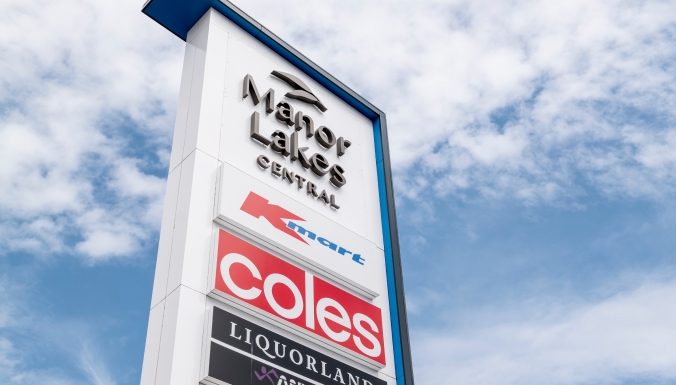 Manor
Lakes
CENTRAL
Kmart
coles
LIQUORLAND